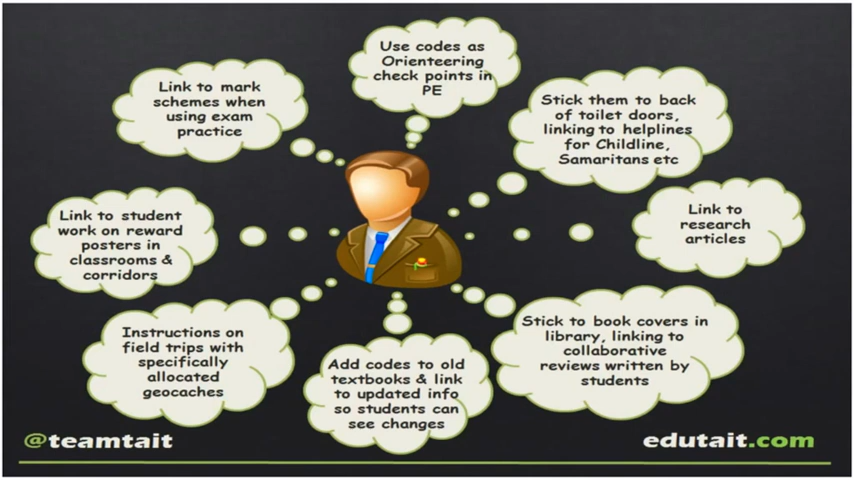 Use codes as
Orienteering
check points in
PE
Link to mark
schemes when
using exam
practice
Stick them to back
of toilet doors,
linking to helplines
for Childline,
Samaritans etc
Link to student
work on reward
posters in
classrooms &
corridors
Link to
research
articles
Instructions on
field trips with
specifically
allocated
geocaches
Add codes to old
textbooks & link
to updated info
so students can
see changes
Stick to book covers in
library, linking to
collaborative
reviews written by
students
@teamtait
edutait.com